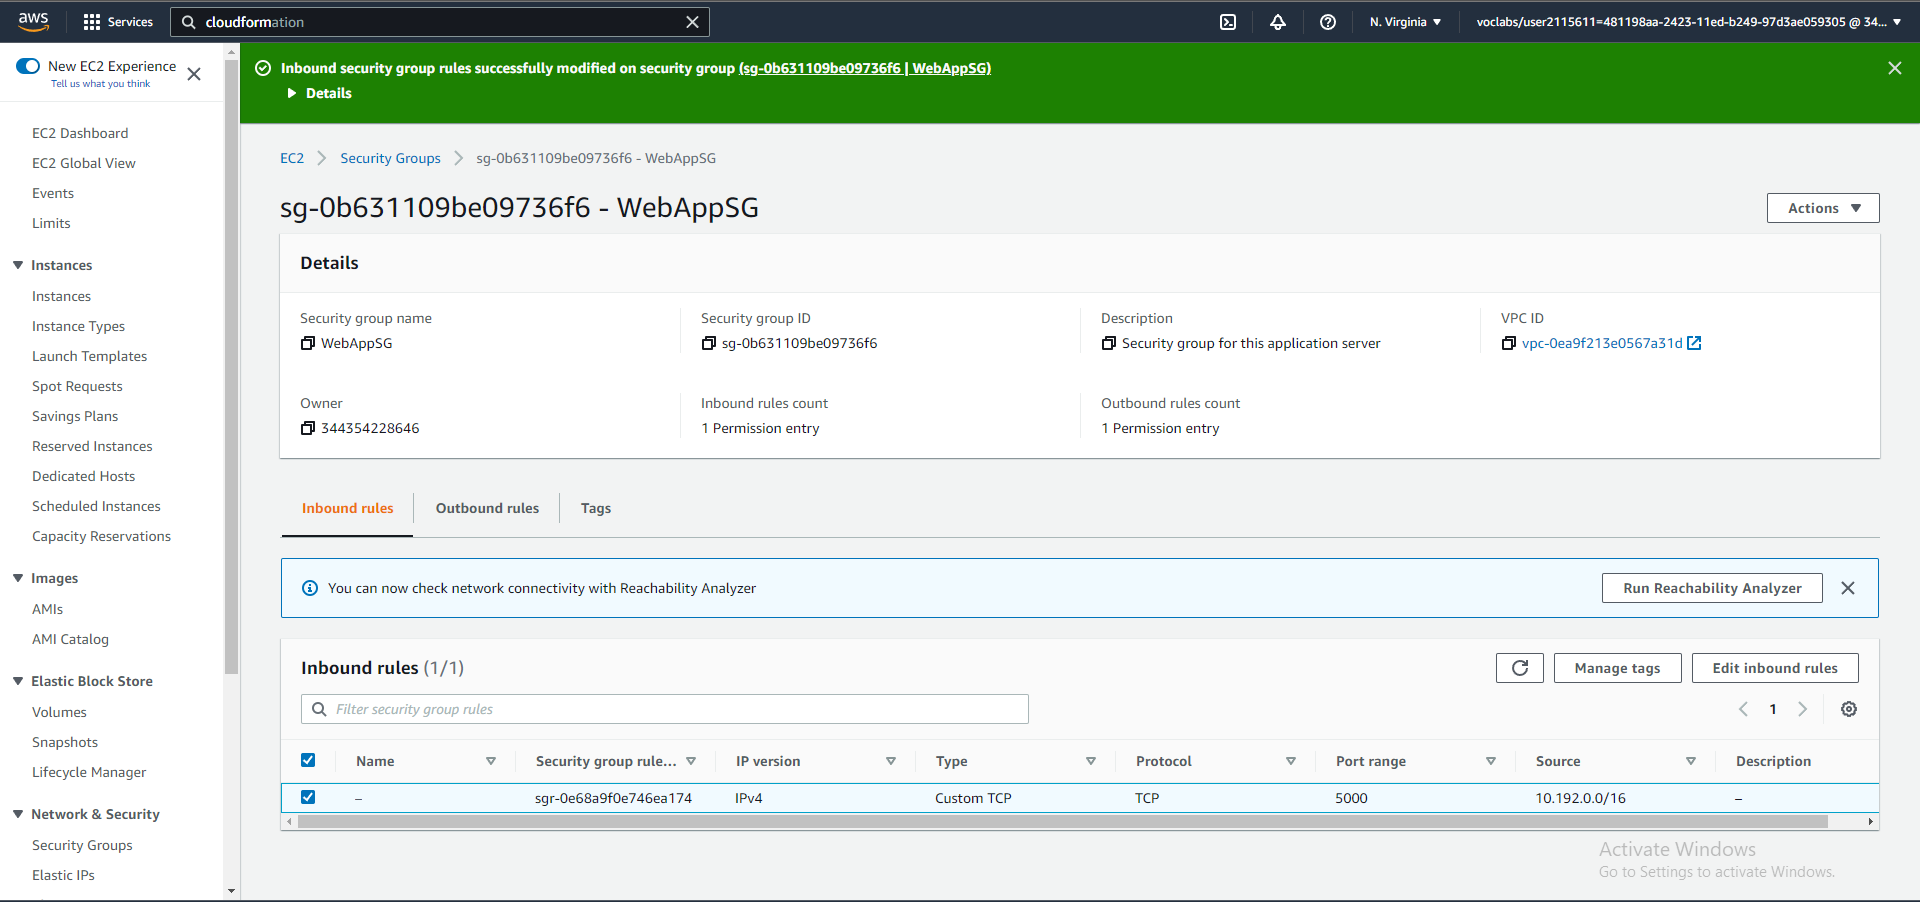 aws
Services
cloudformation
N. Virginia
voclabs/user2115611=481198aa-2423-11ed-b249-97d3ae059305 @ 34...
New EC2 Experience
Tell us what you think
EC2 Dashboard
EC2 Global View
Events
Limits
Instances
Instances
Instance Types
Launch Templates
Spot Requests
Savings Plans
Reserved Instances
Dedicated Hosts
Scheduled Instances
Capacity Reservations
Images
AMIs
AMI Catalog
Elastic Block Store
Volumes
Snapshots
Lifecycle Manager
Network & Security
Security Groups
Elastic IPs
Inbound security group rules successfully modified on security group (sg-0b631109be09736f6 | WebAppSG)
Details
EC2
Security Groups
sg-0b631109be09736f6 - WebAppSG
sg-0b631109be09736f6 - WebAppSG
Actions
Details
Security group name
WebAppSG
Security group ID
sg-0b631109be09736f6
Description
Security group for this application server
VPC ID
vpc-0ea9f213e0567a31d
Owner
344354228646
Inbound rules count
1 Permission entry
Outbound rules count
1 Permission entry
Inbound rules
Outbound rules
Tags
You can now check network connectivity with Reachability Analyzer
Run Reachability Analyzer
Inbound rules (1/1)
Manage tags
Edit inbound rules
Filter security group rules
1
Name
Security group rule...
IP version
Type
Protocol
Port range
Source
Description
–
sgr-0e68a9f0e746ea174
IPv4
Custom TCP
TCP
5000
10.192.0.0/16
–
Activate Windows
Go to Settings to activate Windows.